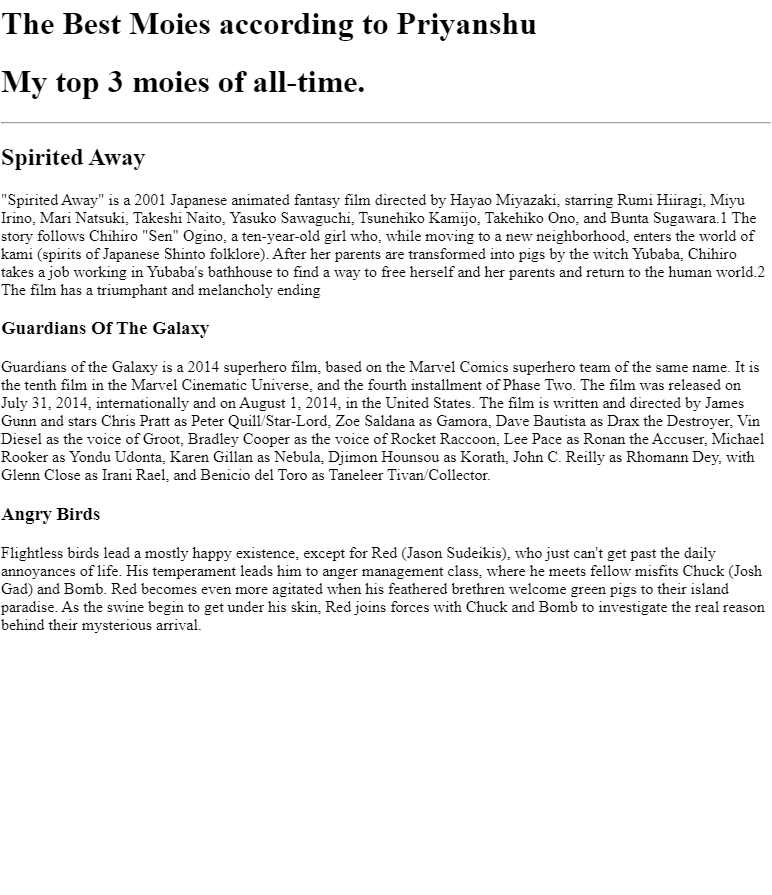 The Best Moies according to Priyanshu
My top 3 moies of all-time.
Spirited Away
"Spirited Away" is a 2001 Japanese animated fantasy film directed by Hayao Miyazaki, starring Rumi Hiiragi, Miyu
Irino, Mari Natsuki, Takeshi Naito, Yasuko Sawaguchi, Tsunehiko Kamijo, Takehiko Ono, and Bunta Sugawara.1 The
story follows Chihiro "Sen" Ogino, a ten-year-old girl who, while moving to a new neighborhood, enters the world of
kami (spirits of Japanese Shinto folklore). After her parents are transformed into pigs by the witch Yubaba, Chihiro
takes a job working in Yubaba's bathhouse to find a way to free herself and her parents and return to the human world.2
The film has a triumphant and melancholy ending
Guardians Of The Galaxy
Guardians of the Galaxy is a 2014 superhero film, based on the Marvel Comics superhero team of the same name. It is
the tenth film in the Marvel Cinematic Universe, and the fourth installment of Phase Two. The film was released on
July 31, 2014, internationally and on August 1, 2014, in the United States. The film is written and directed by James
Gunn and stars Chris Pratt as Peter Quill/Star-Lord, Zoe Saldana as Gamora, Dave Bautista as Drax the Destroyer, Vin
Diesel as the voice of Groot, Bradley Cooper as the voice of Rocket Raccoon, Lee Pace as Ronan the Accuser, Michael
Rooker as Yondu Udonta, Karen Gillan as Nebula, Djimon Hounsou as Korath, John C. Reilly as Rhomann Dey, with
Glenn Close as Irani Rael, and Benicio del Toro as Taneleer Tivan/Collector.
Angry Birds
Flightless birds lead a mostly happy existence, except for Red (Jason Sudeikis), who just can't get past the daily
annoyances of life. His temperament leads him to anger management class, where he meets fellow misfits Chuck (Josh
Gad) and Bomb. Red becomes even more agitated when his feathered brethren welcome green pigs to their island
paradise. As the swine begin to get under his skin, Red joins forces with Chuck and Bomb to investigate the real reason
behind their mysterious arrival.